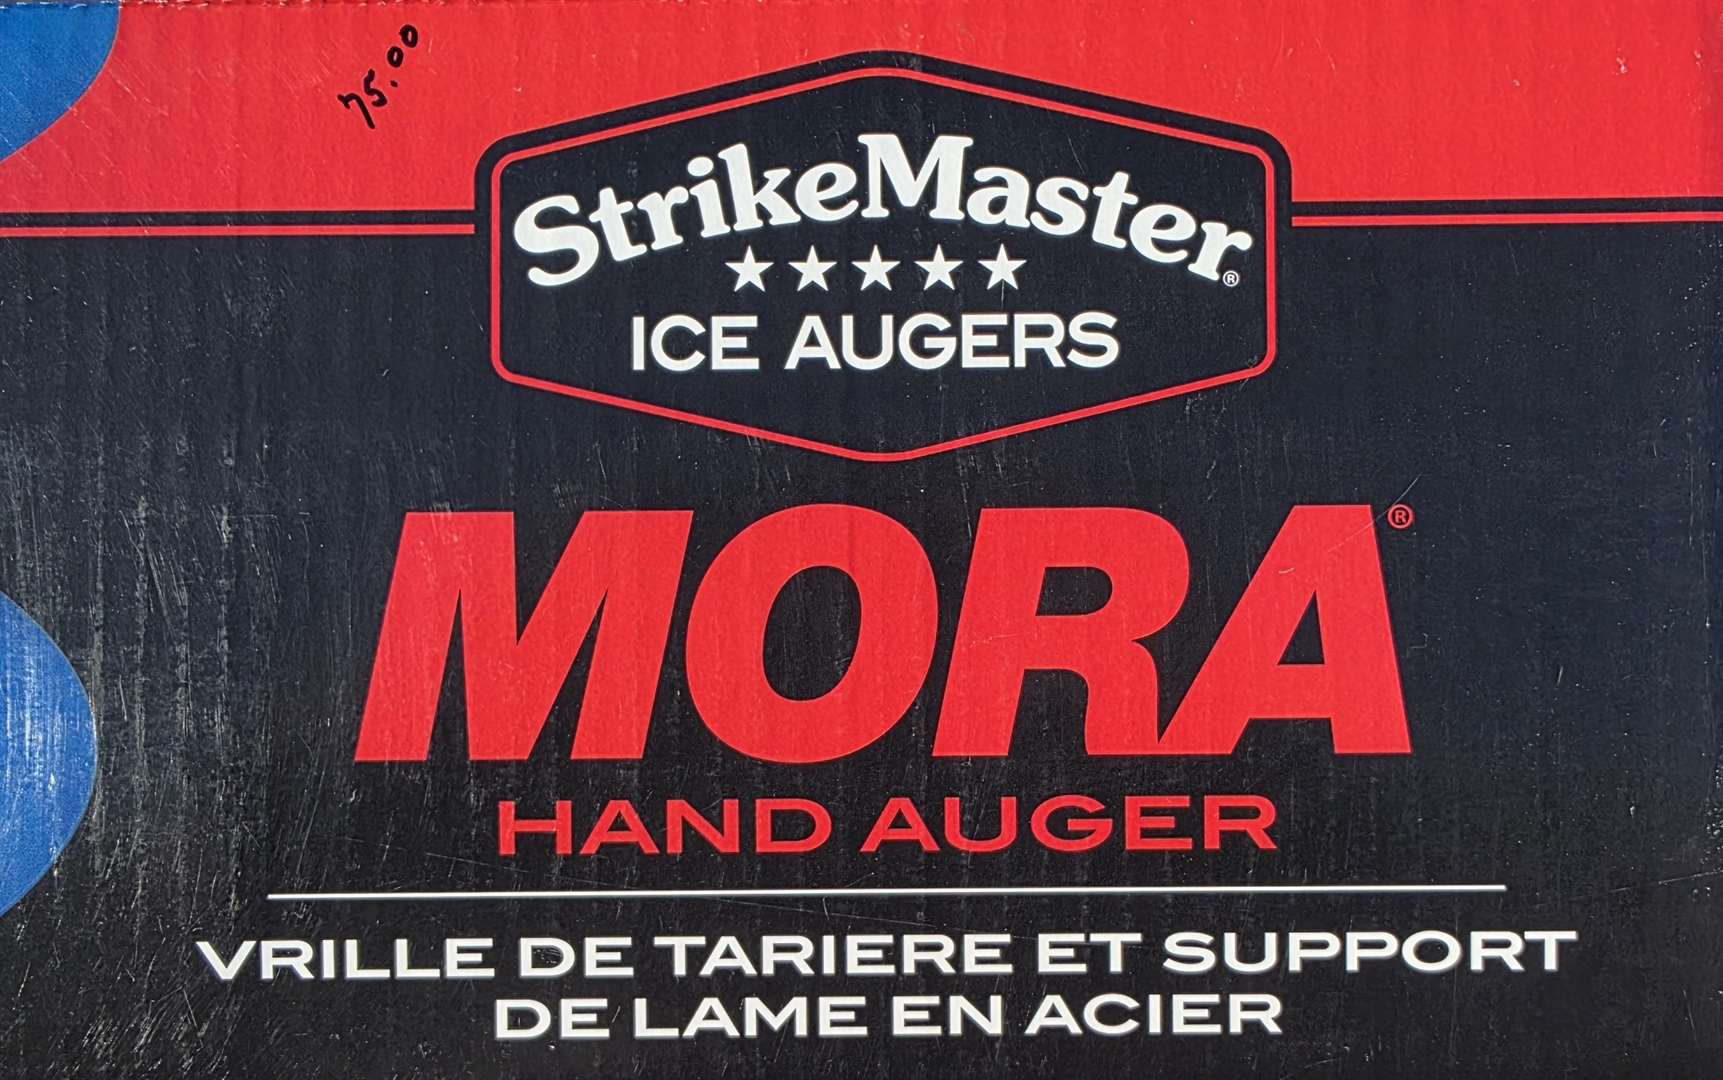 75.00
StrikeMaster®
ICE AUGERS
MORA®
HAND AUGER
VRILLE DE TARIERE ET SUPPORT
DE LAME EN ACIER